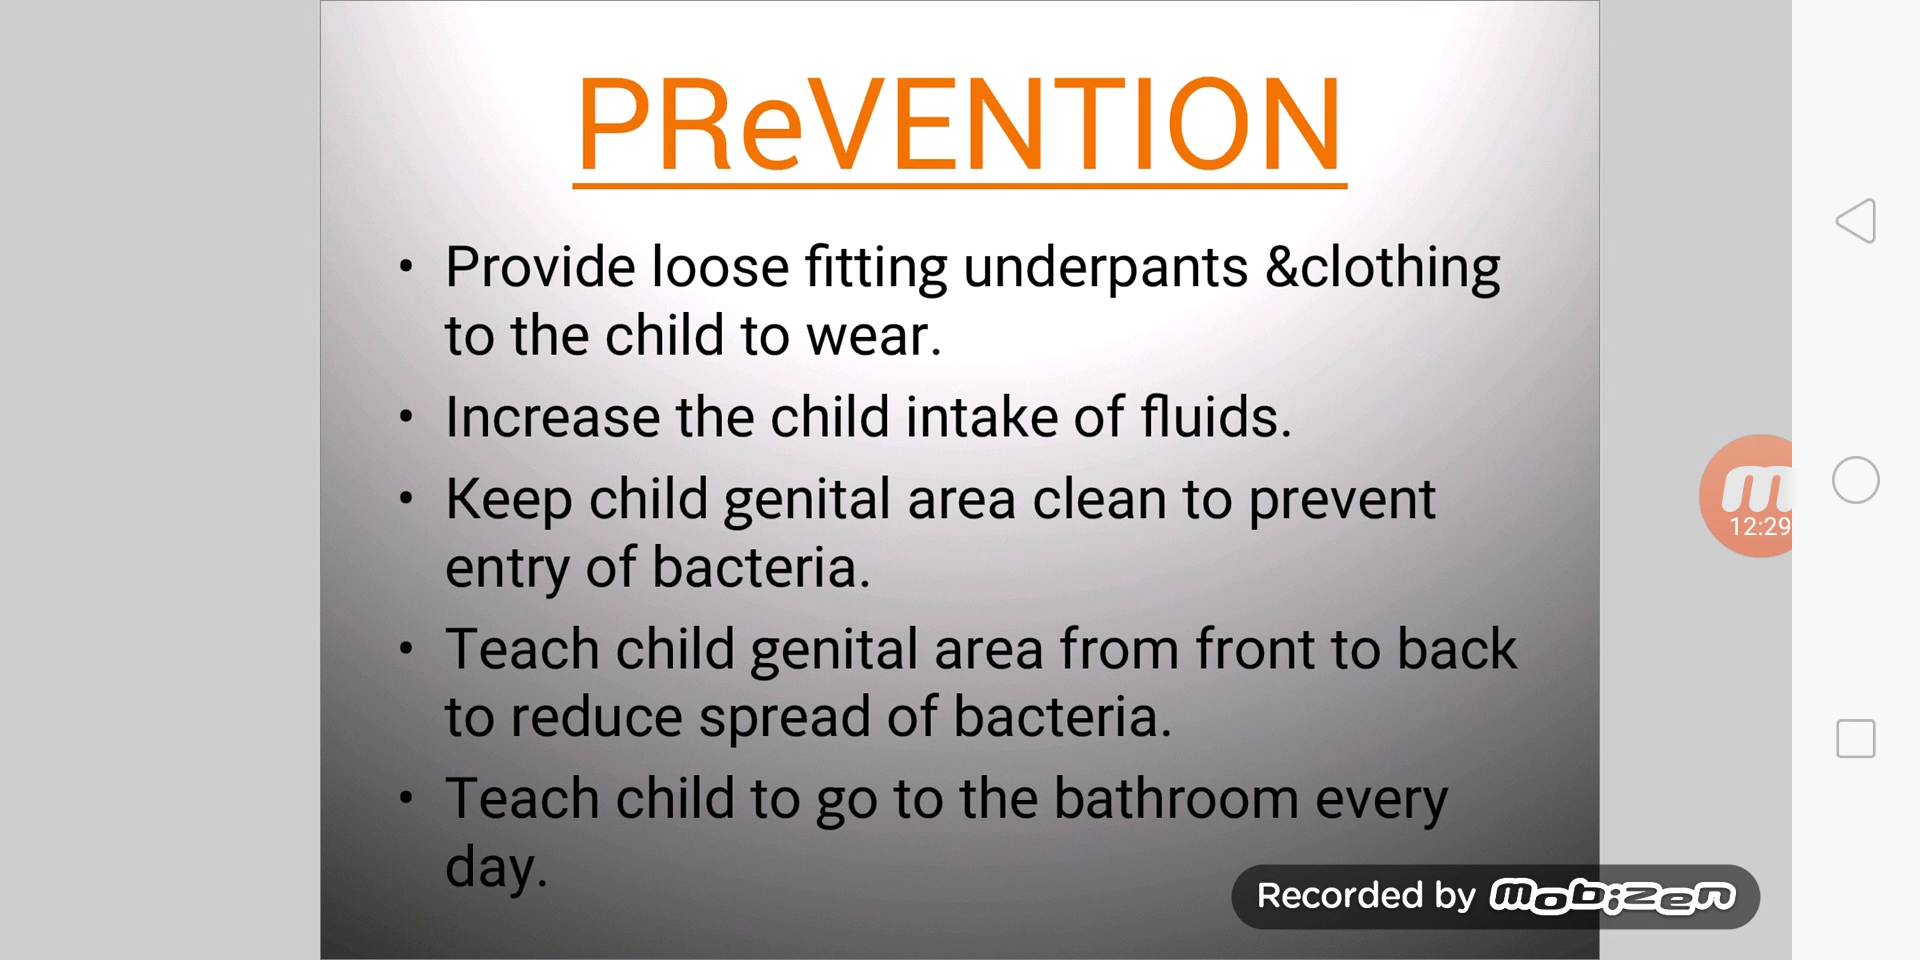 PReVENTION
• Provide loose fitting underpants &clothing
to the child to wear.
• Increase the child intake of fluids.
• Keep child genital area clean to prevent
entry of bacteria.
• Teach child genital area from front to back
to reduce spread of bacteria.
• Teach child to go to the bathroom every
day.
m
12:29
Recorded by mobizen